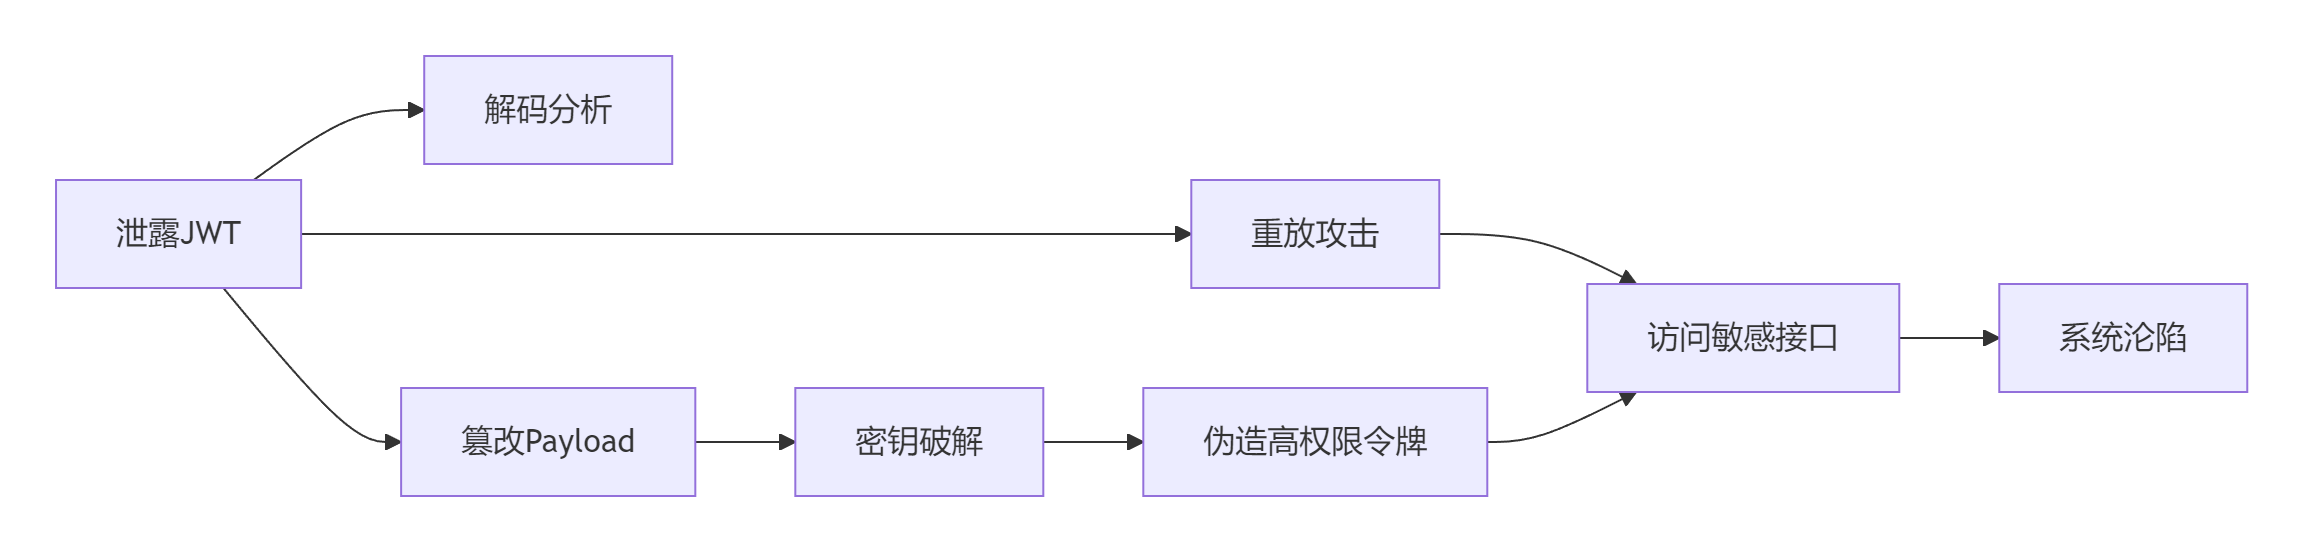 解码分析
泄露JWT
重放攻击
访问敏感接口
系统沦陷
篡改Payload
密钥破解
伪造高权限令牌